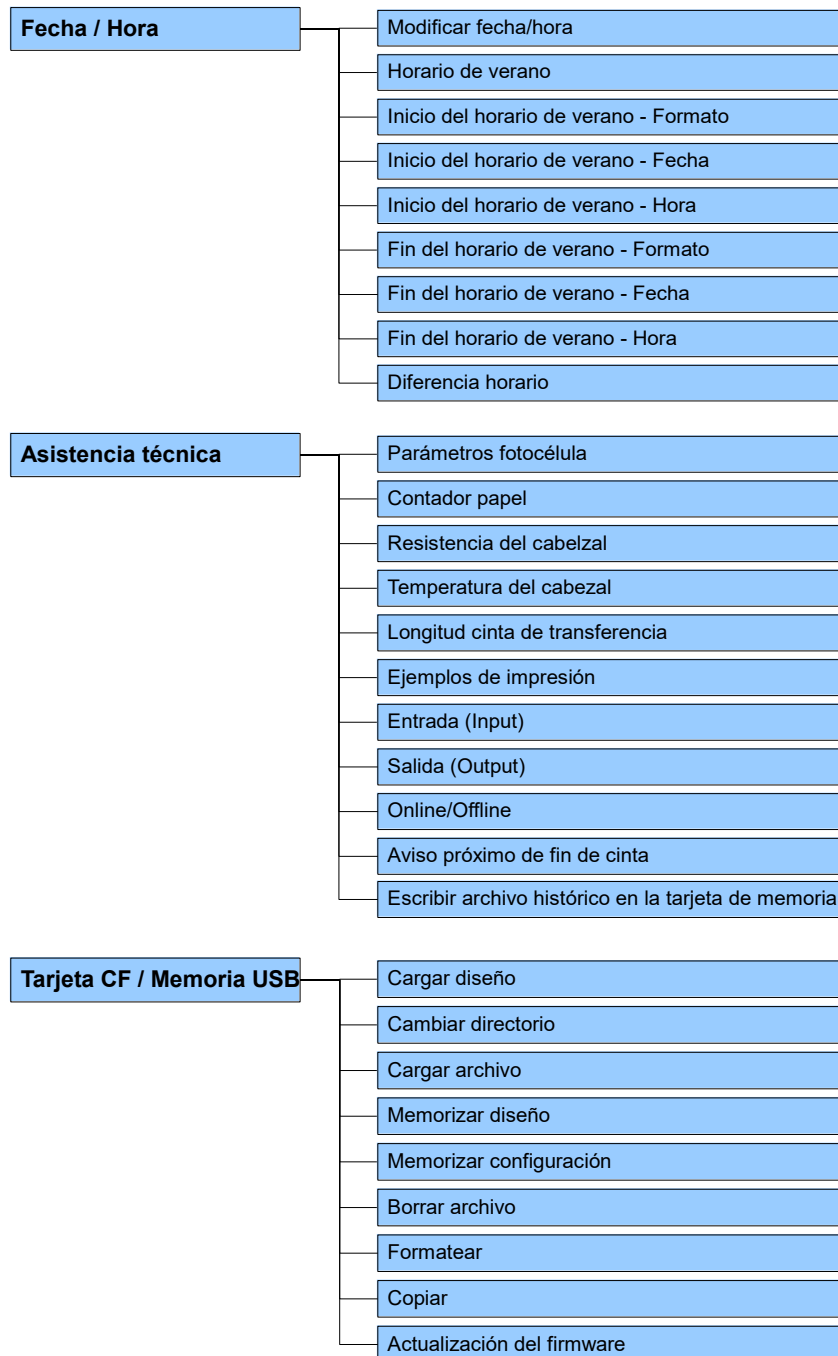 Fecha / Hora
Modificar fecha/hora
Horario de verano
Inicio del horario de verano - Formato
Inicio del horario de verano - Fecha
Inicio del horario de verano - Hora
Fin del horario de verano - Formato
Fin del horario de verano - Fecha
Fin del horario de verano - Hora
Diferencia horario
Asistencia técnica
Parámetros fotocélula
Contador papel
Resistencia del cabelzal
Temperatura del cabezal
Longitud cinta de transferencia
Ejemplos de impresión
Entrada (Input)
Salida (Output)
Online/Offline
Aviso próximo de fin de cinta
Escribir archivo histórico en la tarjeta de memoria
Tarjeta CF / Memoria USB
Cargar diseño
Cambiar directorio
Cargar archivo
Memorizar diseño
Memorizar configuración
Borrar archivo
Formatear
Copiar
Actualización del firmware